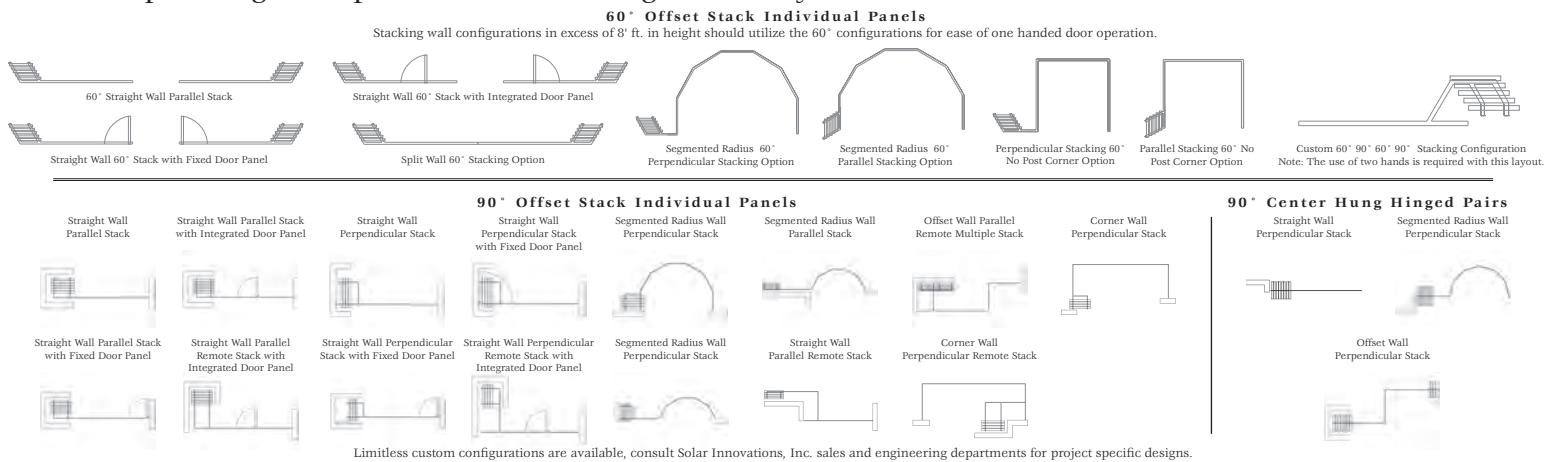 60° Offset Stack Individual Panels
Stacking wall configurations in excess of 8' ft. in height should utilize the 60° configurations for ease of one handed door operation.
60° Straight Wall Parallel Stack
Straight Wall 60° Stack with Integrated Door Panel
Straight Wall 60° Stack with Fixed Door Panel
Split Wall 60° Stacking Option
Segmented Radius 60°
Perpendicular Stacking Option
Segmented Radius 60°
Parallel Stacking Option
Perpendicular Stacking 60°
No Post Corner Option
Parallel Stacking 60° No
Post Corner Option
Custom 60° 90° 60° 90° Stacking Configuration
Note: The use of two hands is required with this layout.
90° Offset Stack Individual Panels
Straight Wall
Parallel Stack
Straight Wall Parallel Stack
with Integrated Door Panel
Straight Wall
Perpendicular Stack
Straight Wall
Perpendicular Stack
with Fixed Door Panel
Segmented Radius Wall
Perpendicular Stack
Segmented Radius Wall
Parallel Stack
Offset Wall Parallel
Remote Multiple Stack
Corner Wall
Perpendicular Stack
Straight Wall Parallel Stack
with Fixed Door Panel
Straight Wall Parallel
Remote Stack with
Integrated Door Panel
Straight Wall Perpendicular
Stack with Fixed Door Panel
Straight Wall Perpendicular
Remote Stack with
Integrated Door Panel
Segmented Radius Wall
Perpendicular Stack
Straight Wall
Parallel Remote Stack
Corner Wall
Perpendicular Remote Stack
90° Center Hung Hinged Pairs
Straight Wall
Perpendicular Stack
Segmented Radius Wall
Perpendicular Stack
Offset Wall
Perpendicular Stack
Limitless custom configurations are available, consult Solar Innovations, Inc. sales and engineering departments for project specific designs.